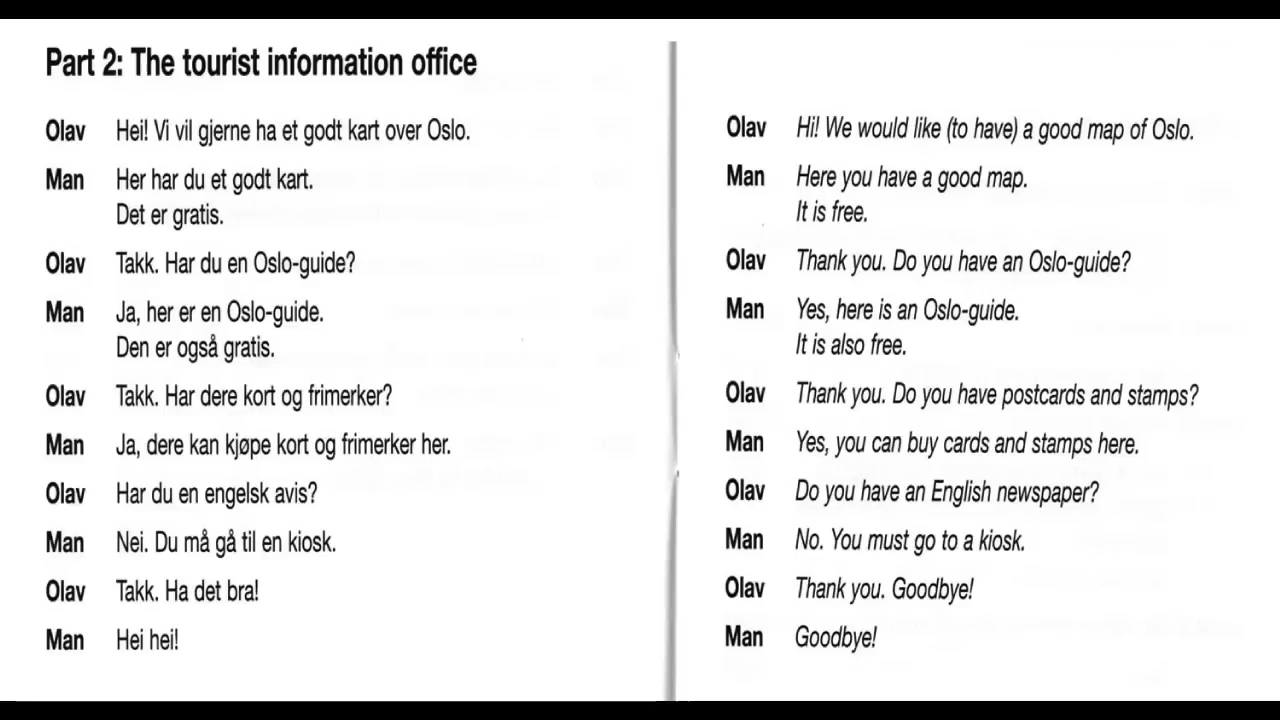 Part 2: The tourist information office
Olav Hei! Vi vil gjerne ha et godt kart over Oslo.
Man Her har du et godt kart.
Det er gratis.
Olav Takk. Har du en Oslo-guide?
Man Ja, her er en Oslo-guide.
Den er også gratis.
Olav Takk. Har dere kort og frimerker?
Man Ja, dere kan kjøpe kort og frimerker her.
Olav Har du en engelsk avis?
Man Nei. Du må gå til en kiosk.
Olav Takk. Ha det bra!
Man Hei hei!
Olav Hi! We would like (to have) a good map of Oslo.
Man Here you have a good map.
It is free.
Olav Thank you. Do you have an Oslo-guide?
Man Yes, here is an Oslo-guide.
It is also free.
Olav Thank you. Do you have postcards and stamps?
Man Yes, you can buy cards and stamps here.
Olav Do you have an English newspaper?
Man No. You must go to a kiosk.
Olav Thank you. Goodbye!
Man Goodbye!